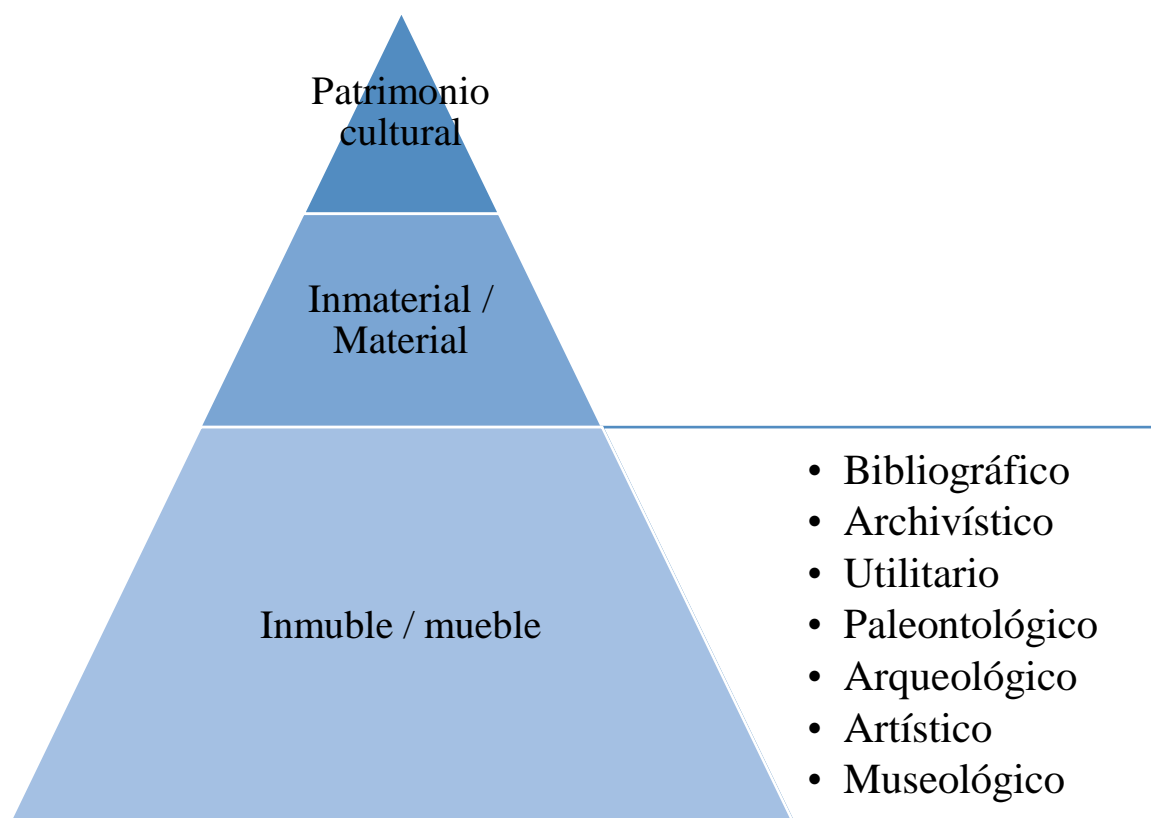 Patrimonio
cultural
Inmaterial /
Material
Inmuble / mueble
• Bibliográfico
• Archivístico
• Utilitario
• Paleontológico
• Arqueológico
• Artístico
• Museológico